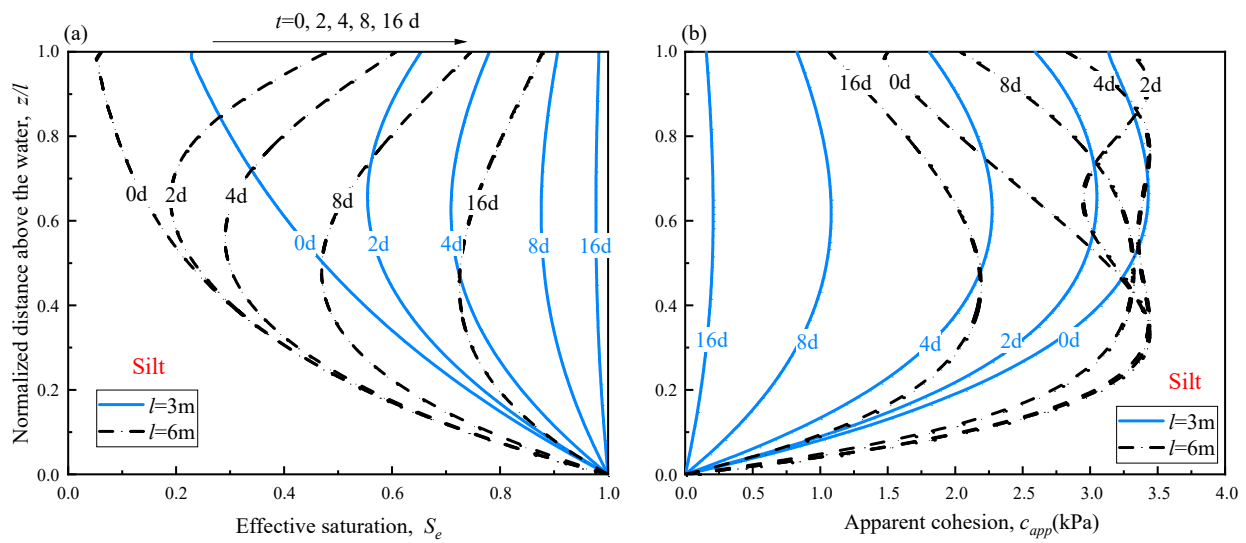 (a)
t=0, 2, 4, 8, 16 d
Normalized distance above the water, z/l
1.0
0.8
0.6
0.4
0.2
0.0
0d
2d
4d
8d
16d
0d
2d
4d
8d
16d
Silt
l=3m
l=6m
0.0
0.2
0.4
0.6
0.8
1.0
Effective saturation, Se
(b)
1.0
0.8
0.6
0.4
0.2
0.0
16d
0d
8d
4d
2d
16d
8d
4d
2d
0d
Silt
l=3m
l=6m
0.0
0.5
1.0
1.5
2.0
2.5
3.0
3.5
4.0
Apparent cohesion, capp(kPa)